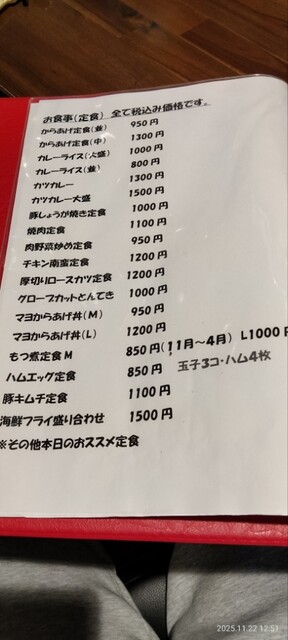 お食事(定食) 全て税込み価格です。
からあげ定食(並) 950円
からあげ定食(中) 1300円
カレーライス(大盛) 1000円
カレーライス(並) 800円
カツカレー 1300円
カツカレー大盛 1500円
豚しょうが焼き定食 1000円
焼肉定食 1100円
肉野菜炒め定食 950円
チキン南蛮定食 1200円
厚切りロースカツ定食 1200円
グローブカットとんてき 1000円
マヨからあげ丼(M) 950円
マヨからあげ丼(L) 1200円
もつ煮定食M 850円(11月〜4月) L1000円
ハムエッグ定食 850円 玉子3コ・ハム4枚
豚キムチ定食 1100円
海鮮フライ盛り合わせ 1500円
※その他本日のおススメ定食
2025.11.22 12:51